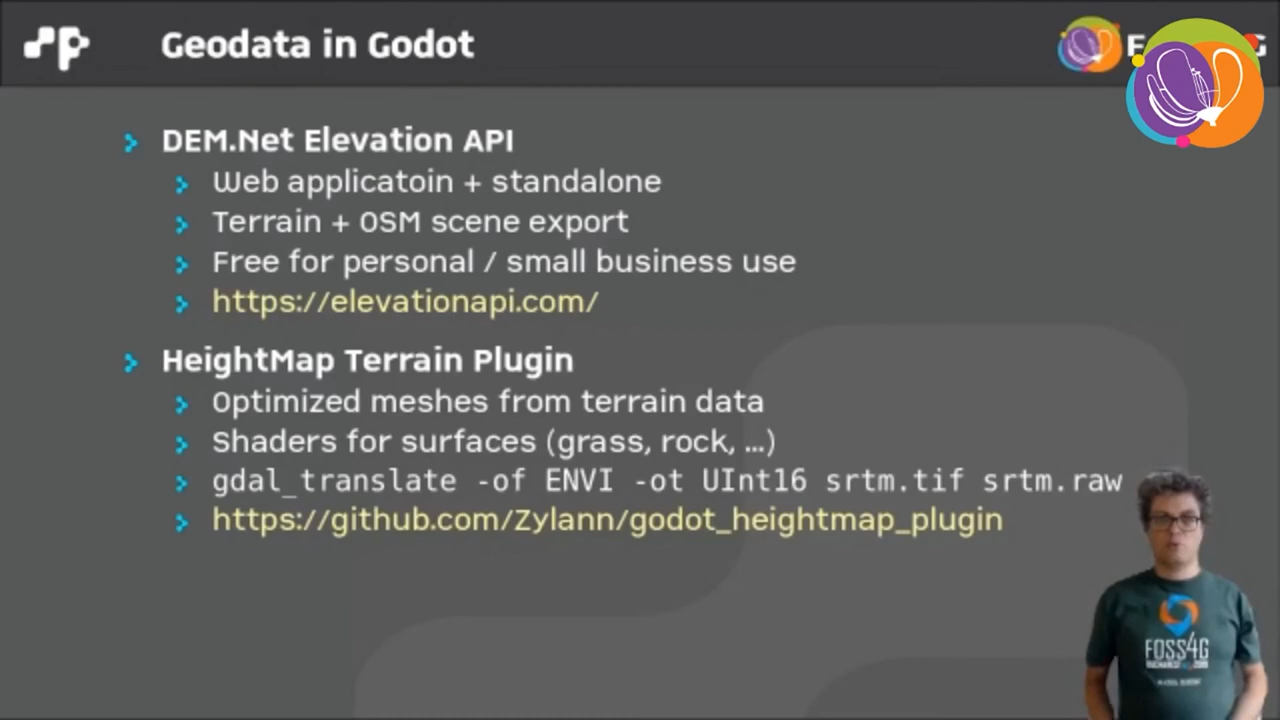 Geodata in Godot
DEM.Net Elevation API
Web applicatoin + standalone
Terrain + OSM scene export
Free for personal / small business use
https://elevationapi.com/
HeightMap Terrain Plugin
Optimized meshes from terrain data
Shaders for surfaces (grass, rock, …)
gdal_translate -of ENVI -ot UInt16 srtm.tif srtm.raw
https://github.com/Zylann/godot_heightmap_plugin
FOSS4G